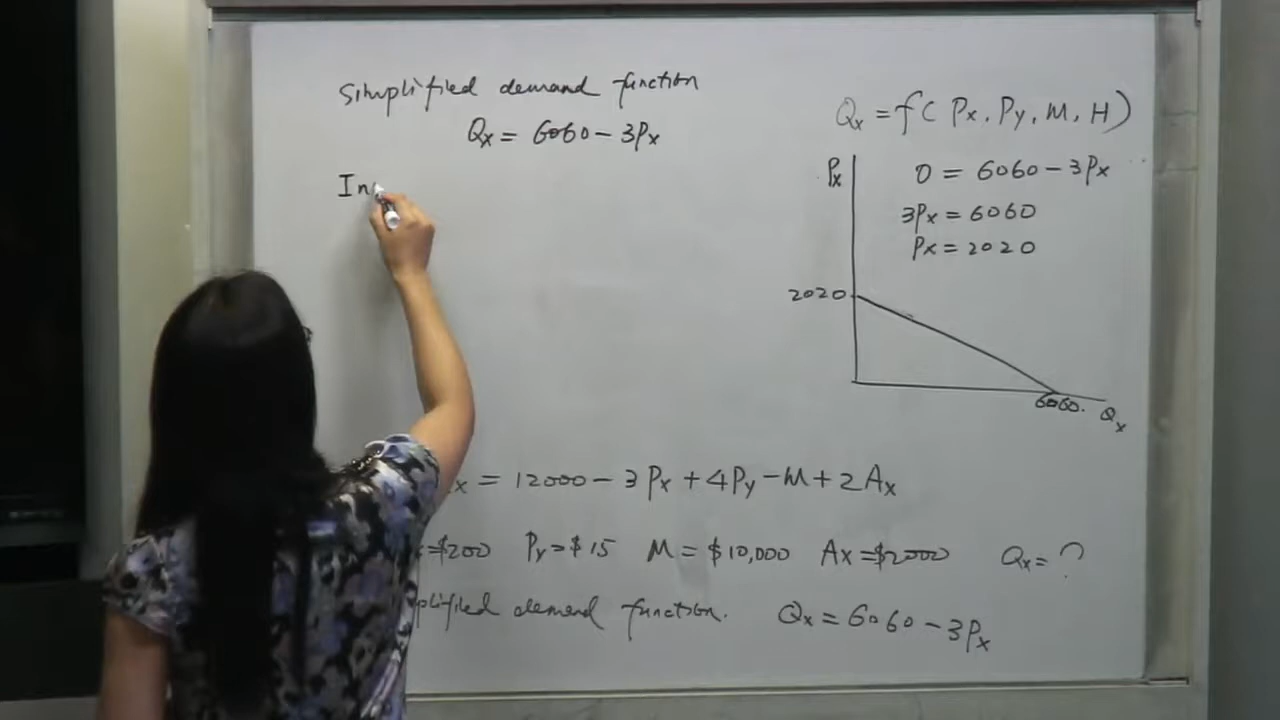 Simplified demand function
Qx = 6060 - 3Px
In
Qx = f( Px, Py, M, H)
Px
0 = 6060 - 3Px
3Px = 6060
Px = 2020
2020
6060.
Qx
x = 12000 - 3Px + 4Py - M + 2Ax
=$200 Py=$15 M = $10,000 Ax=$2000 Qx= ?
plified demand function. Qx = 6060 - 3Px